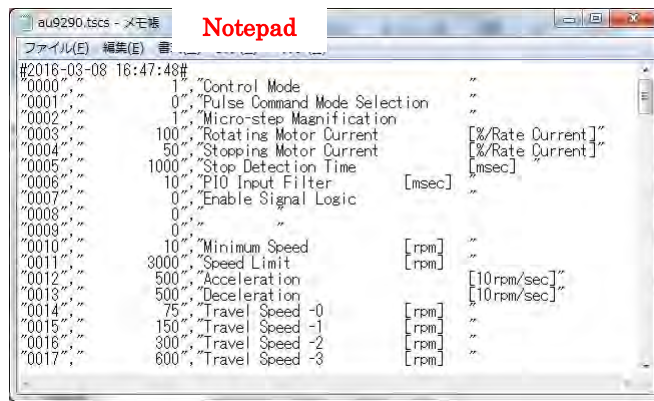 au9290.tscs - メモ帳
Notepad
ファイル(F) 編集(E)
#2016-03-08 16:47:48#
"0000"," 1","Control Mode "
"0001"," 0","Pulse Command Mode Selection "
"0002"," 1","Micro-step Magnification "
"0003"," 100","Rotating Motor Current [%/Rate Current]"
"0004"," 50","Stopping Motor Current [%/Rate Current]"
"0005"," 1000","Stop Detection Time [msec] "
"0006"," 10","PIO Input Filter [msec] "
"0007"," 0","Enable Signal Logic "
"0008"," 0"," "
"0009"," 0"," "
"0010"," 10","Minimum Speed [rpm] "
"0011"," 3000","Speed Limit [rpm] "
"0012"," 500","Acceleration [10rpm/sec]"
"0013"," 500","Deceleration [10rpm/sec]"
"0014"," 75","Travel Speed -0 [rpm] "
"0015"," 150","Travel Speed -1 [rpm] "
"0016"," 300","Travel Speed -2 [rpm] "
"0017"," 600","Travel Speed -3 [rpm] "